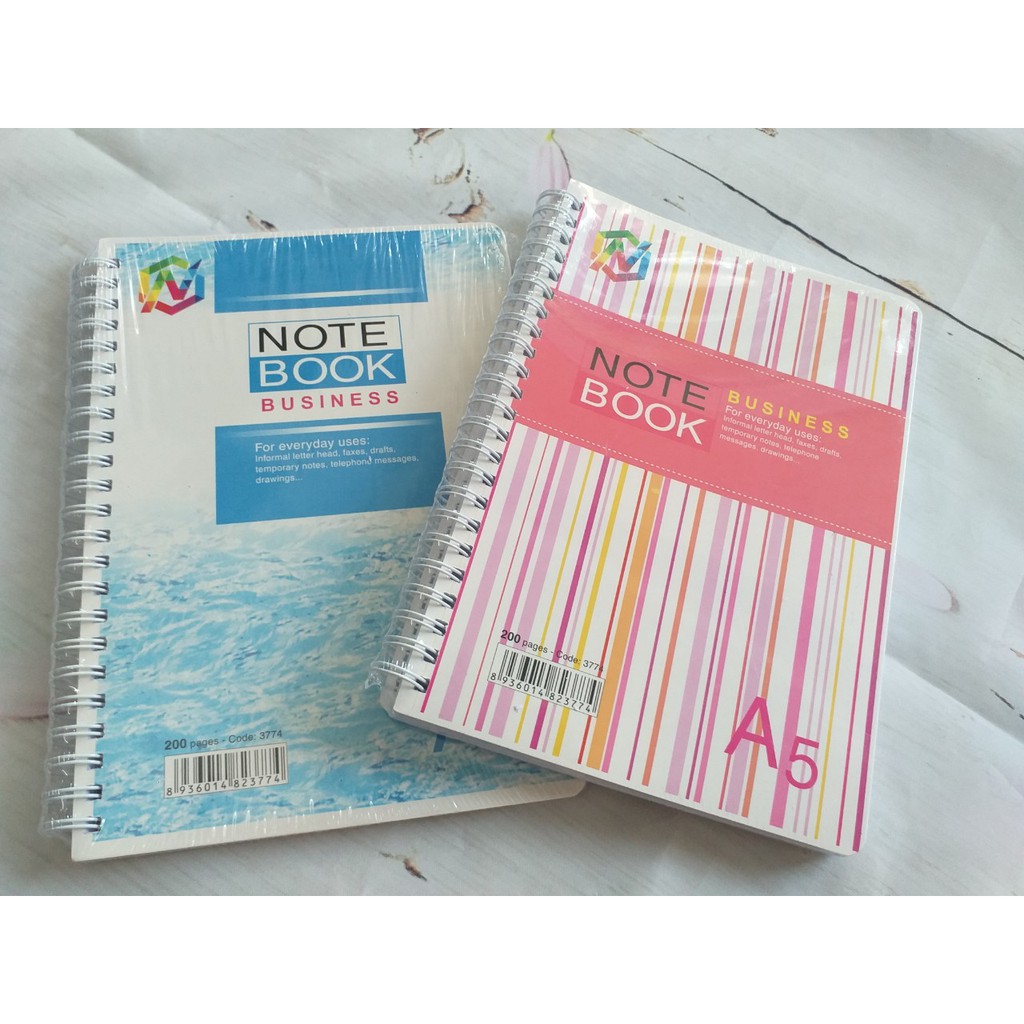 NOTE
BOOK
BUSINESS
For everyday uses:
Informal letter head, faxes, drafts,
temporary notes, telephone messages,
drawings...
200 pages - Code: 3774
8 936014 823774
NOTE
BOOK
BUSINESS
For everyday uses:
Informal letter head, faxes, drafts,
temporary notes, telephone
messages, drawings...
200 pages - Code: 3774
8 936014 823774
A5